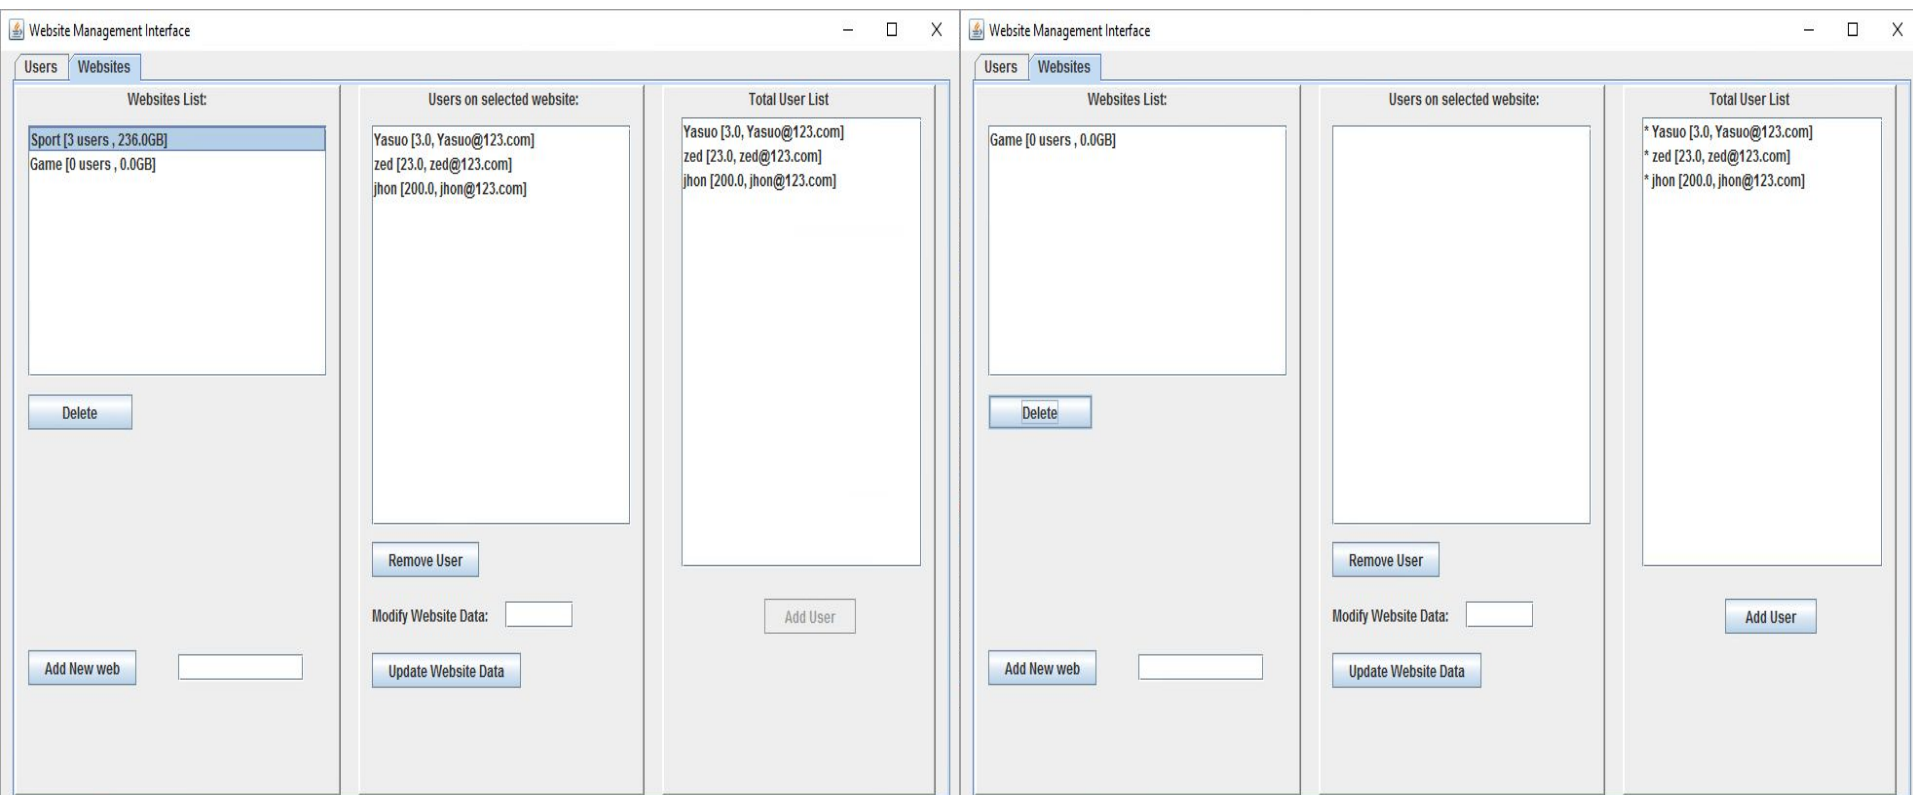 Website Management Interface
Users Websites
Websites List:
Sport [3 users , 236.0GB]
Game [0 users , 0.0GB]
Delete
Add New web
Users on selected website:
Yasuo [3.0, Yasuo@123.com]
zed [23.0, zed@123.com]
jhon [200.0, jhon@123.com]
Remove User
Modify Website Data:
Update Website Data
Total User List
Yasuo [3.0, Yasuo@123.com]
zed [23.0, zed@123.com]
jhon [200.0, jhon@123.com]
Add User
Website Management Interface
Users Websites
Websites List:
Game [0 users , 0.0GB]
Delete
Add New web
Users on selected website:
Remove User
Modify Website Data:
Update Website Data
Total User List
* Yasuo [3.0, Yasuo@123.com]
* zed [23.0, zed@123.com]
* jhon [200.0, jhon@123.com]
Add User